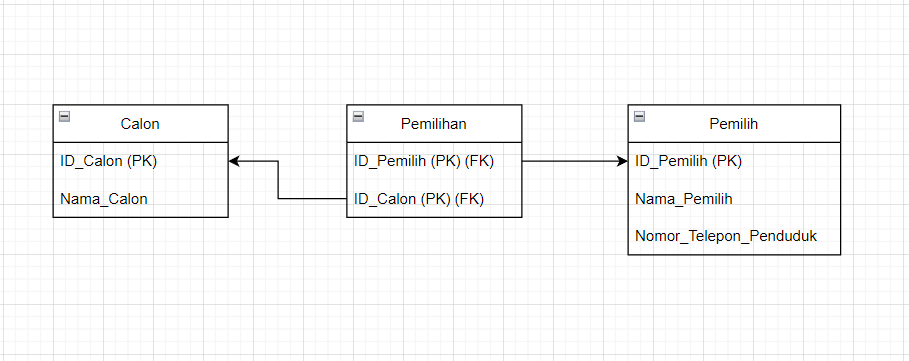 Calon
ID_Calon (PK)
Nama_Calon
Pemilihan
ID_Pemilih (PK) (FK)
ID_Calon (PK) (FK)
Pemilih
ID_Pemilih (PK)
Nama_Pemilih
Nomor_Telepon_Penduduk